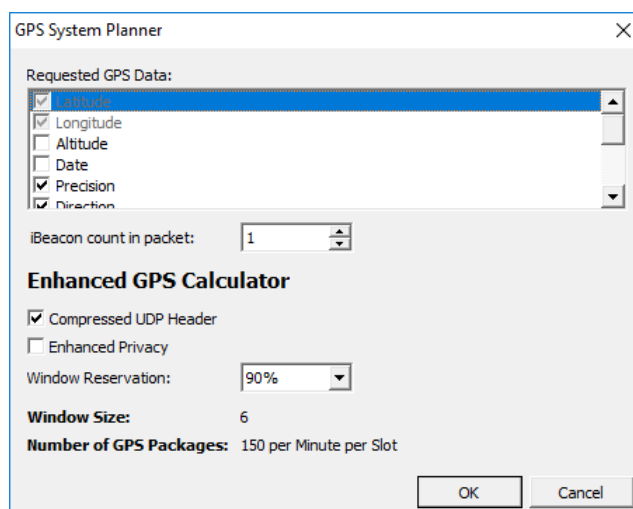 GPS System Planner
Requested GPS Data:
Latitude
Longitude
Altitude
Date
Precision
Direction
iBeacon count in packet: 1
Enhanced GPS Calculator
Compressed UDP Header
Enhanced Privacy
Window Reservation: 90%
Window Size: 6
Number of GPS Packages: 150 per Minute per Slot
OK Cancel